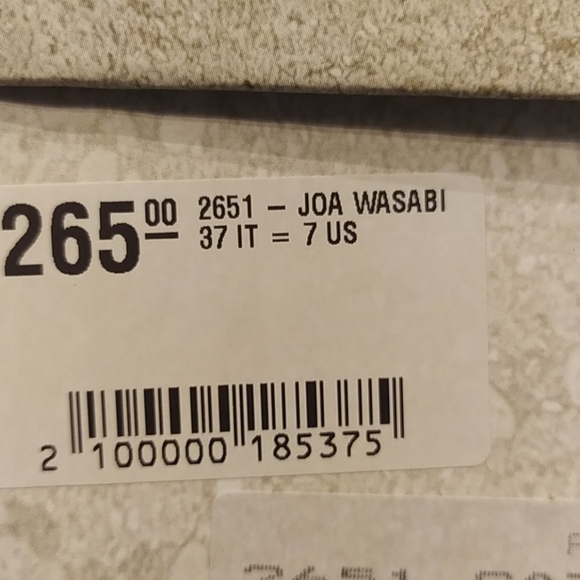 265 00 2651 – JOA WASABI
37 IT = 7 US
2 100000 185375